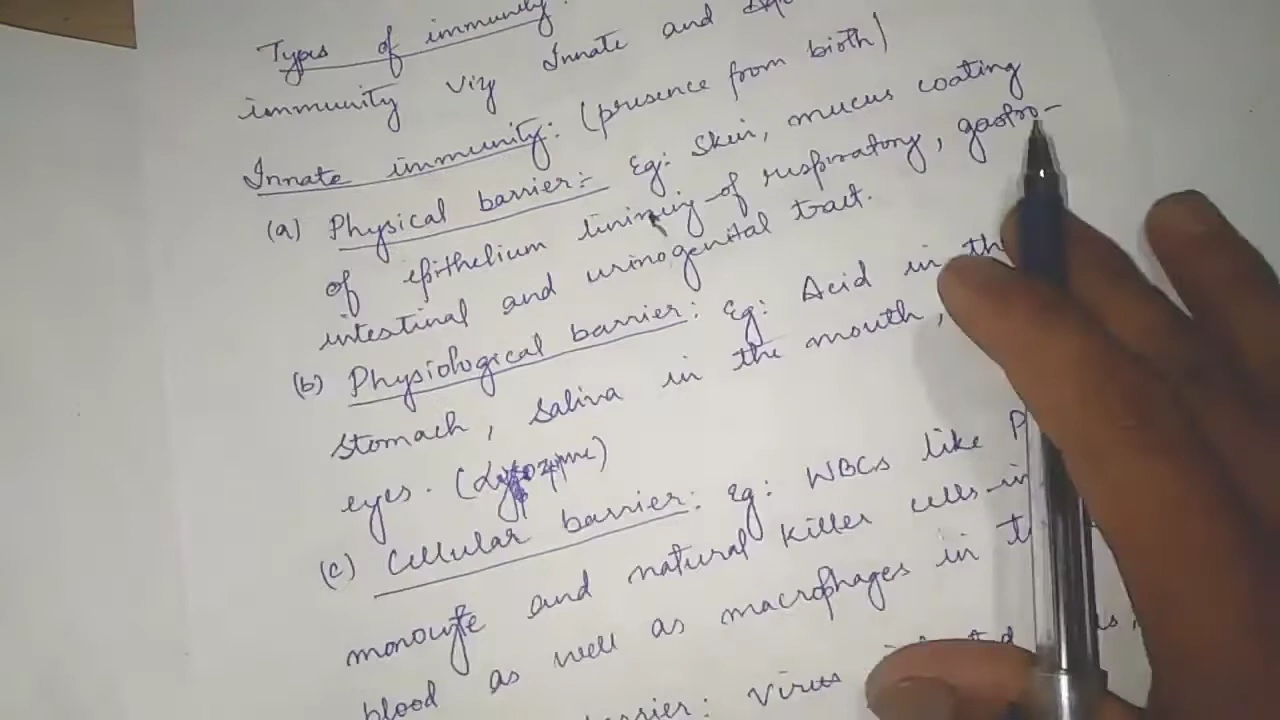 Types of immunity:
immunity viz Innate and
Innate immunity: (presence from birth)
(a) Physical barrier:- Eg: Skin, mucus coating
of epithelium lining of respiratory, gastro-
intestinal and urinogenital tract.
(b) Physiological barrier: Eg: Acid in the
stomach, saliva in the mouth,
eyes. (Lysozyme)
(c) Cellular barrier: Eg: WBCs like P
monocyte and natural killer cells in
blood as well as macrophages in t
barrier: Virus